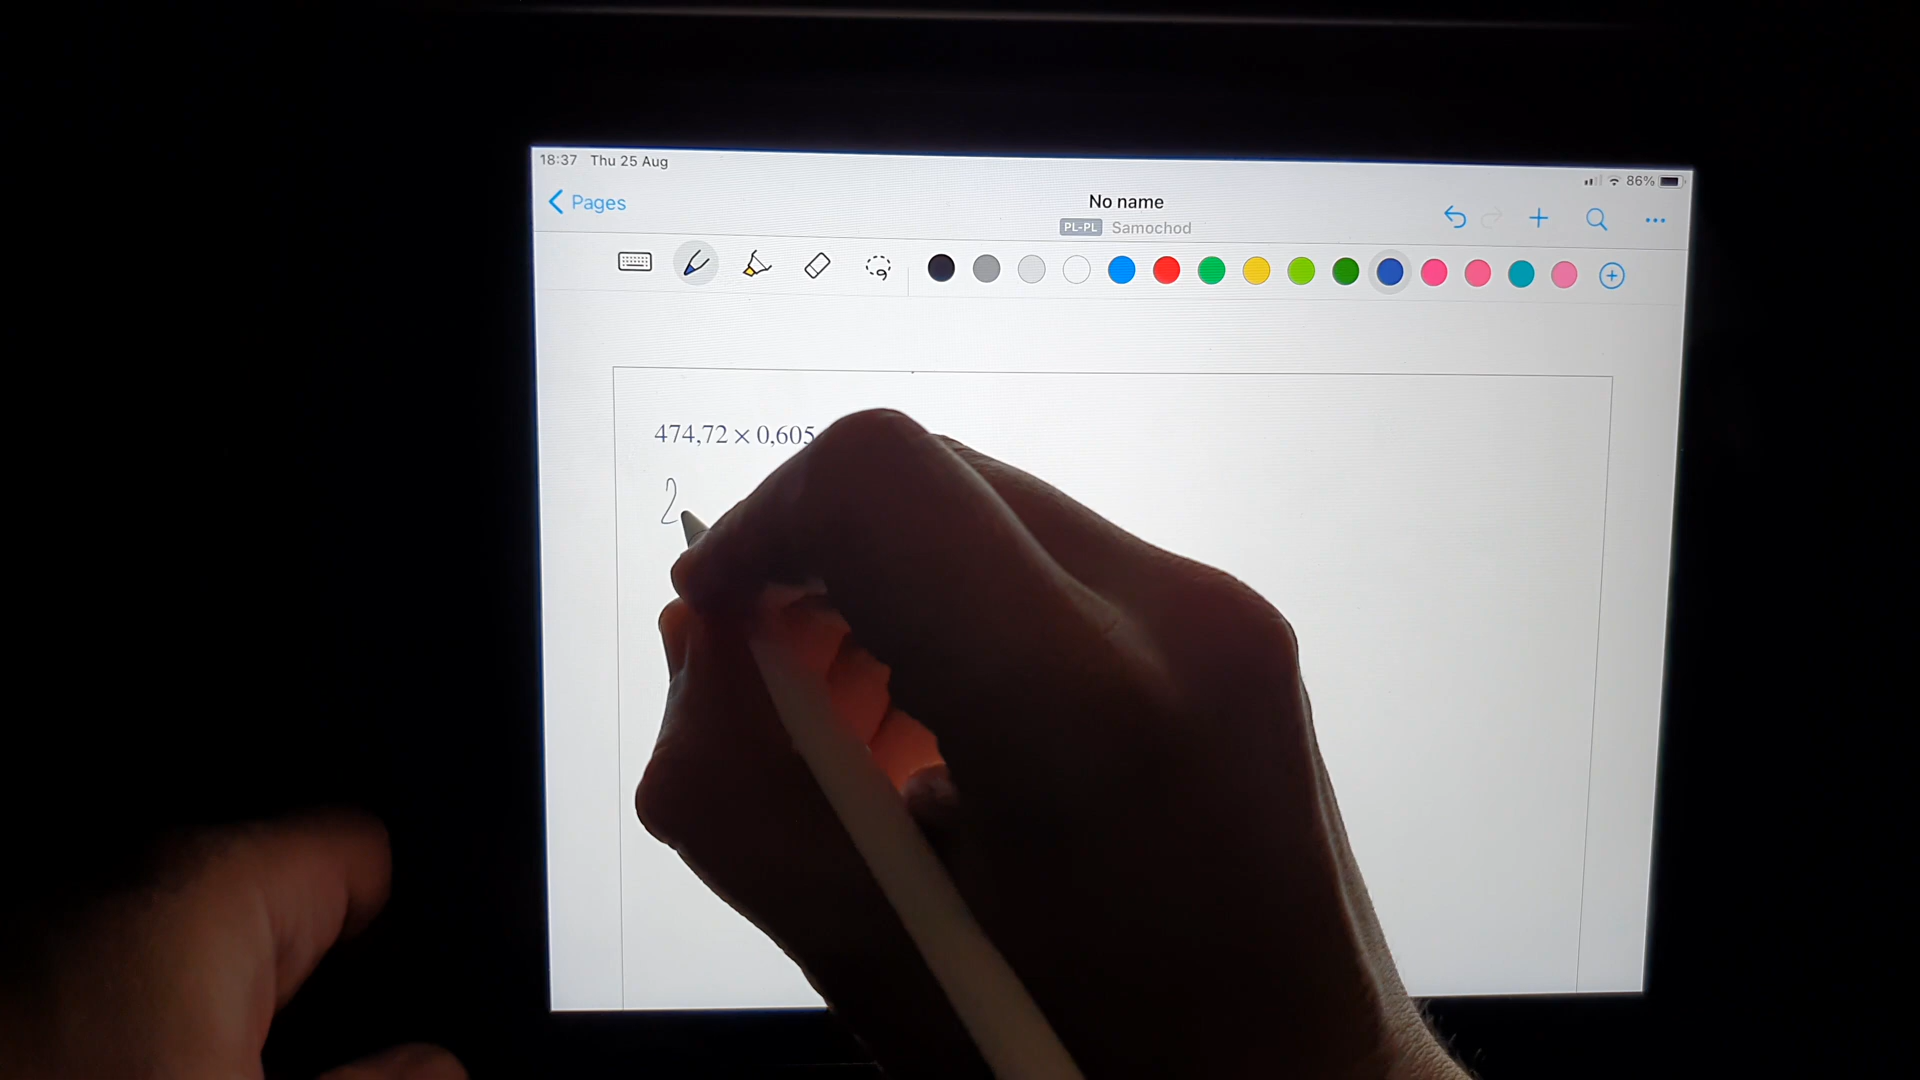 18:37 Thu 25 Aug
86%
Pages
No name
PL-PL Samochod
474,72 × 0,605
2